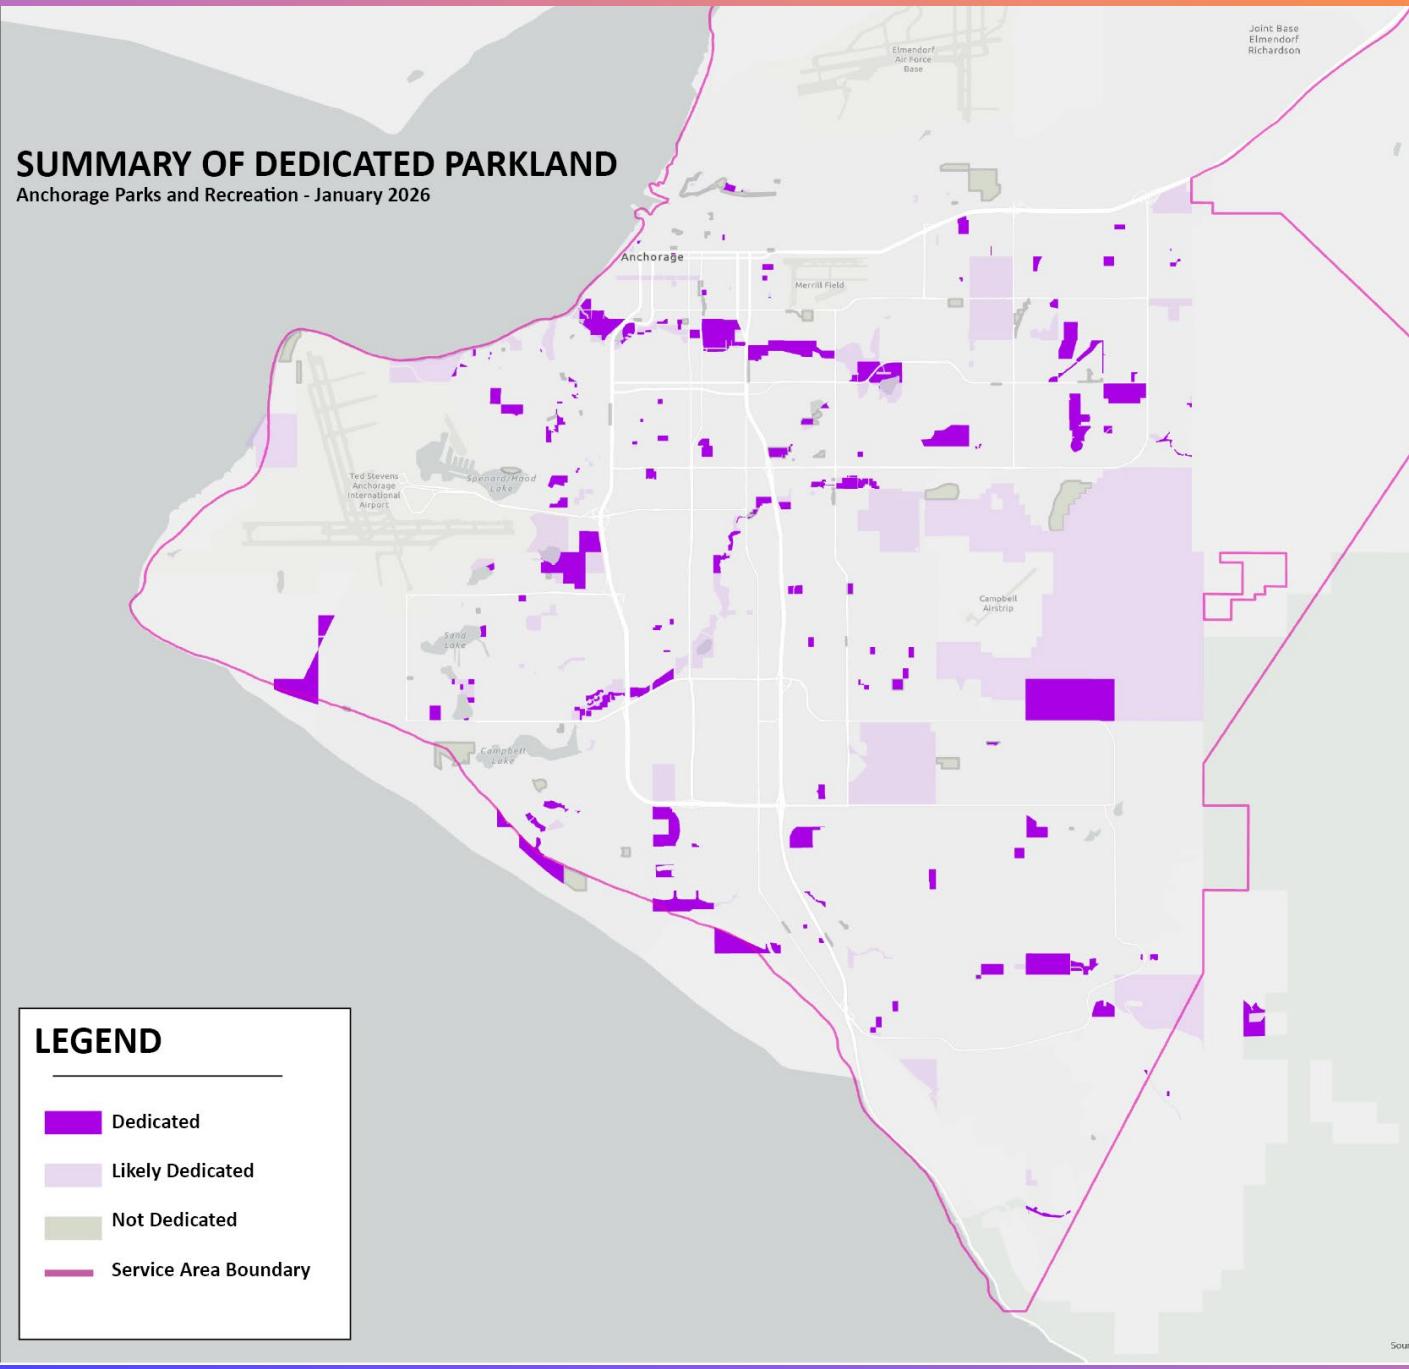 Joint Base
Elmendorf
Richardson
Elmendorf
Air Force
Base
SUMMARY OF DEDICATED PARKLAND
Anchorage Parks and Recreation - January 2026
Anchorage
Merrill Field
Ted Stevens
Anchorage
International
Airport
Spenard/Hood
Lake
Campbell
Airstrip
Sand
Lake
Campbell
Lake
LEGEND
Dedicated
Likely Dedicated
Not Dedicated
Service Area Boundary
Sou